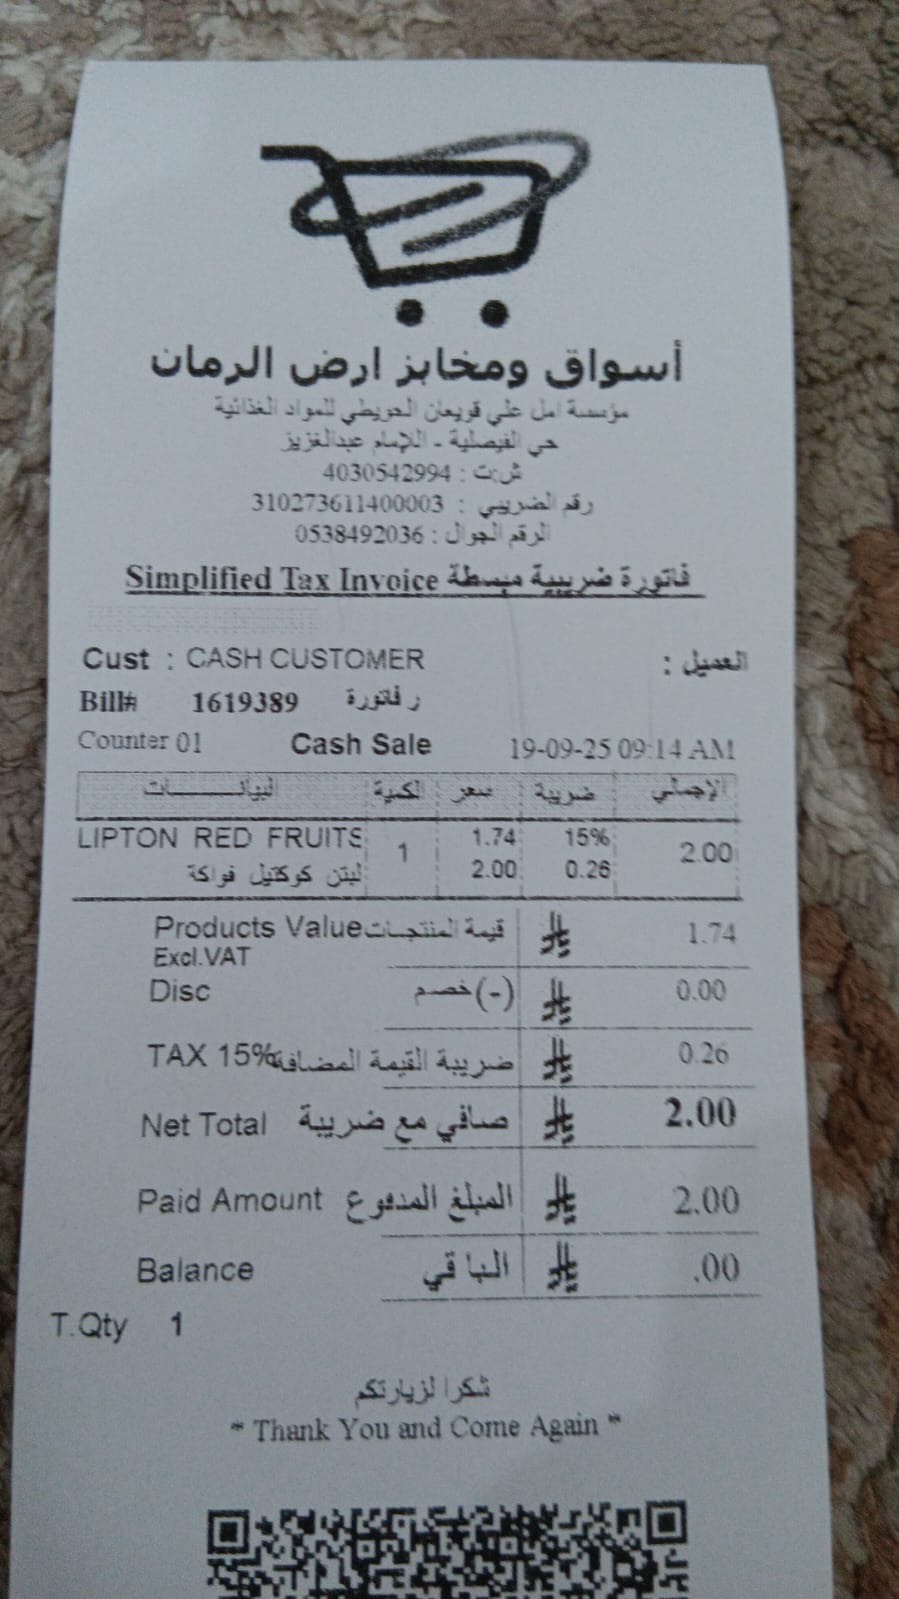 أسواق ومخابز ارض الرمان
مؤسسة امل علي قويعان الحويطي للمواد الغذائية
حي الفيصلية - الإمام عبدالعزيز
ش.ت : 4030542994
رقم الضريبي : 310273611400003
الرقم الجوال : 0538492036
Simplified Tax Invoice فاتورة ضريبية مبسطة
Cust : CASH CUSTOMER العميل :
Bill# 1619389 ر فاتورة
Counter 01 Cash Sale 19-09-25 09:14 AM
البيانـــــــات الكمية سعر ضريبة الإجمالي
LIPTON RED FRUITS 1 1.74 15% 2.00
ليتن كوكتيل فواكة 2.00 0.26
Products Value قيمة المنتجات 1.74
Excl.VAT
Disc خصم (-) 0.00
TAX 15% ضريبة القيمة المضافة 0.26
Net Total صافي مع ضريبة 2.00
Paid Amount المبلغ المدفوع 2.00
Balance الباقي .00
T.Qty 1
شكرا لزيارتكم
* Thank You and Come Again *